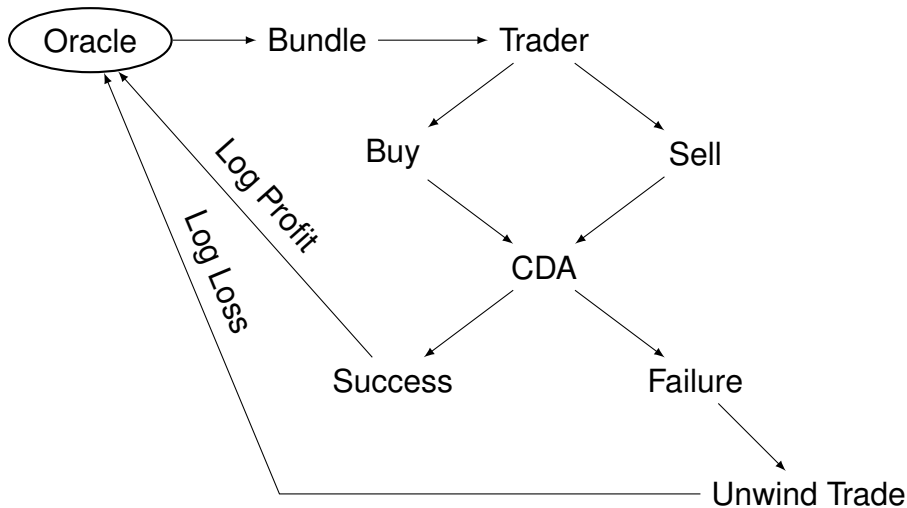 Oracle
Bundle
Trader
Buy
Sell
Log Profit
Log Loss
CDA
Success
Failure
Unwind Trade